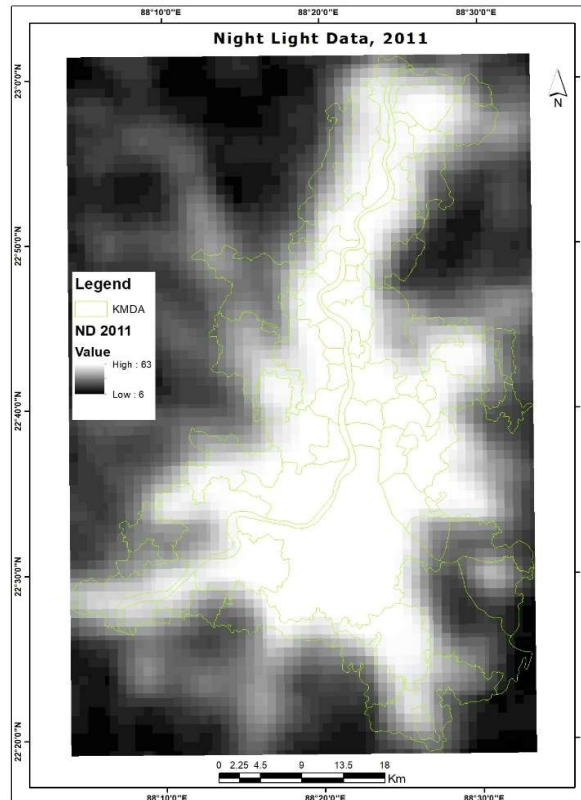 88°10'0"E 88°20'0"E 88°30'0"E
Night Light Data, 2011
N
23°0'0"N
22°50'0"N
22°40'0"N
22°30'0"N
22°20'0"N
Legend
KMDA
ND 2011
Value
High : 63
Low : 6
0 2.25 4.5 9 13.5 18
Km
88°10'0"E 88°20'0"E 88°30'0"E